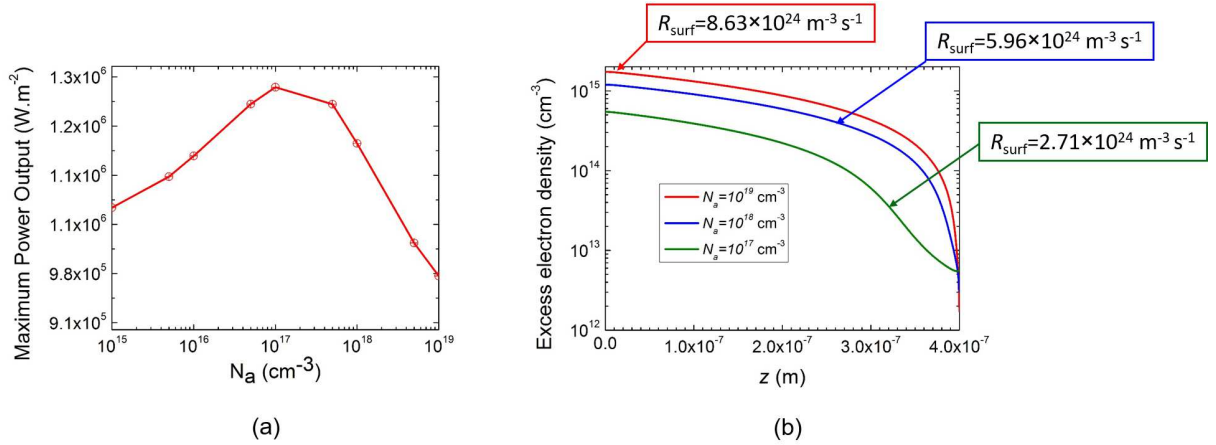 Maximum Power Output (W.m⁻²)
1.3x10⁶
1.2x10⁶
1.1x10⁶
1.1x10⁶
9.8x10⁵
9.1x10⁵
10¹⁵
10¹⁶
10¹⁷
10¹⁸
10¹⁹
Nₐ (cm⁻³)
(a)
R_surf=8.63×10²⁴ m⁻³ s⁻¹
R_surf=5.96×10²⁴ m⁻³ s⁻¹
R_surf=2.71×10²⁴ m⁻³ s⁻¹
Excess electron density (cm⁻³)
10¹⁵
10¹⁴
10¹³
10¹²
Nₐ=10¹⁹ cm⁻³
Nₐ=10¹⁸ cm⁻³
Nₐ=10¹⁷ cm⁻³
0.0
1.0x10⁻⁷
2.0x10⁻⁷
3.0x10⁻⁷
4.0x10⁻⁷
z (m)
(b)